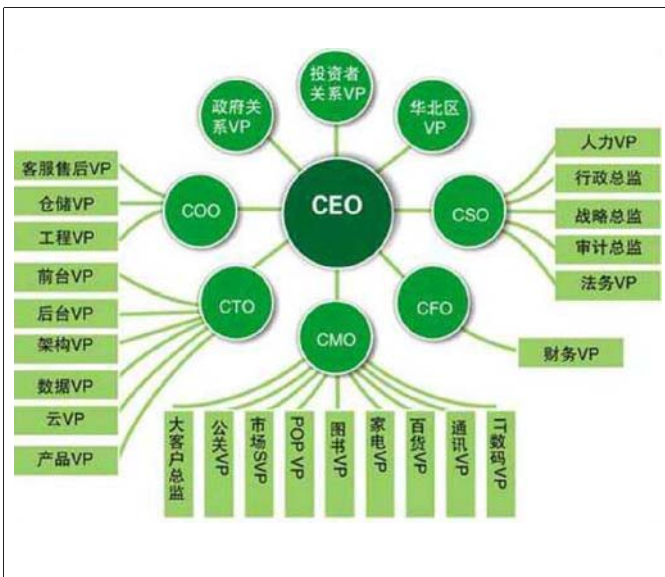 投资者
关系VP
政府关
系VP
华北区
VP
CEO
COO
CSO
CTO
CFO
CMO
客服售后VP
仓储VP
工程VP
前台VP
后台VP
架构VP
数据VP
云VP
产品VP
人力VP
行政总监
战略总监
审计总监
法务VP
财务VP
大客户总监
公关VP
市场SVP
POP VP
图书VP
家电VP
百货VP
通讯VP
IT数码VP